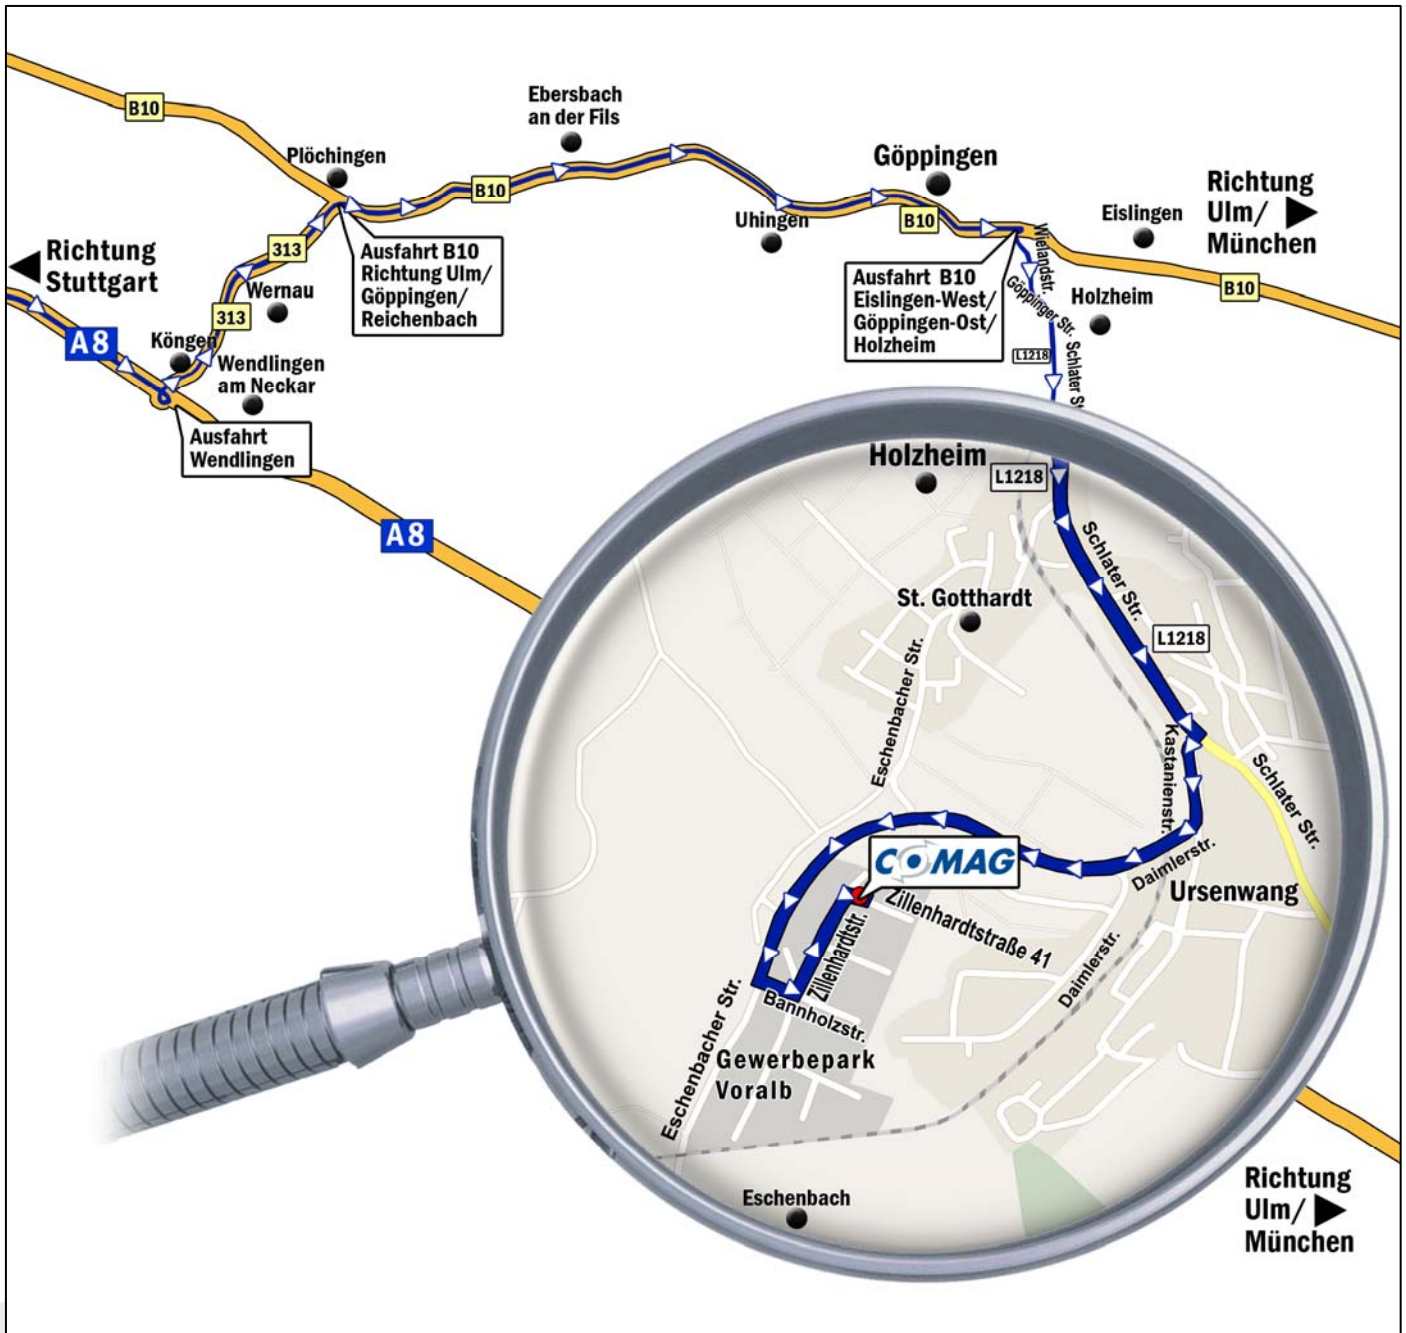 B10
Ebersbach
an der Fils
Plöchingen
Göppingen
Richtung
Ulm/
München
B10
Uhingen
B10
Eislingen
Wielandstr.
Richtung
Stuttgart
313
Wernau
313
Ausfahrt B10
Richtung Ulm/
Göppingen/
Reichenbach
Ausfahrt B10
Eislingen-West/
Göppingen-Ost/
Holzheim
Göppinger Str.
Holzheim
B10
A8
Köngen
Wendlingen
am Neckar
L1218
Schlater St
Ausfahrt
Wendlingen
A8
Holzheim
L1218
Schlater Str.
St. Gotthardt
L1218
Eschenbacher Str.
Kastanienstr.
Schlater Str.
COMAG
Daimlerstr.
Ursenwang
Zillenhardtstraße 41
Zillenhardtstr.
Daimlerstr.
Bannholzstr.
Eschenbacher Str.
Gewerbepark
Voralb
Eschenbach
Richtung
Ulm/
München